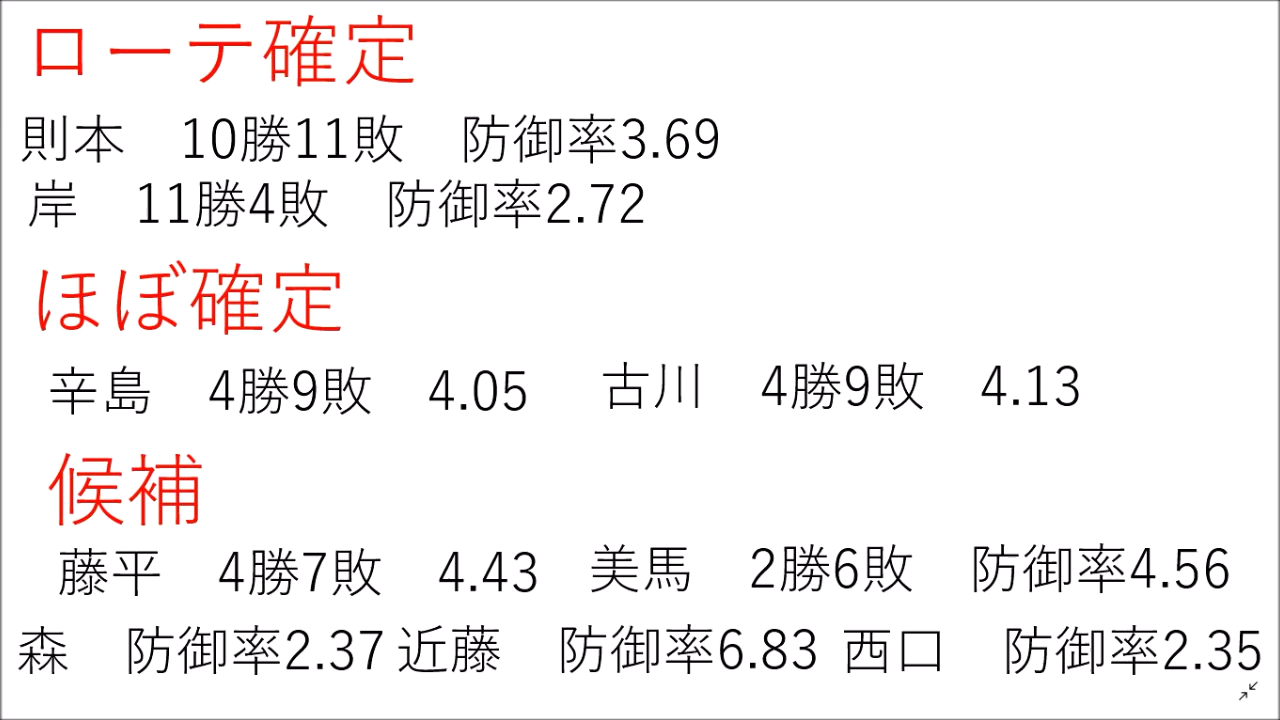 ローテ確定
則本　10勝11敗　防御率3.69
岸　11勝4敗　防御率2.72
ほぼ確定
辛島　4勝9敗　4.05　古川　4勝9敗　4.13
候補
藤平　4勝7敗　4.43　美馬　2勝6敗　防御率4.56
森　防御率2.37 近藤　防御率6.83 西口　防御率2.35